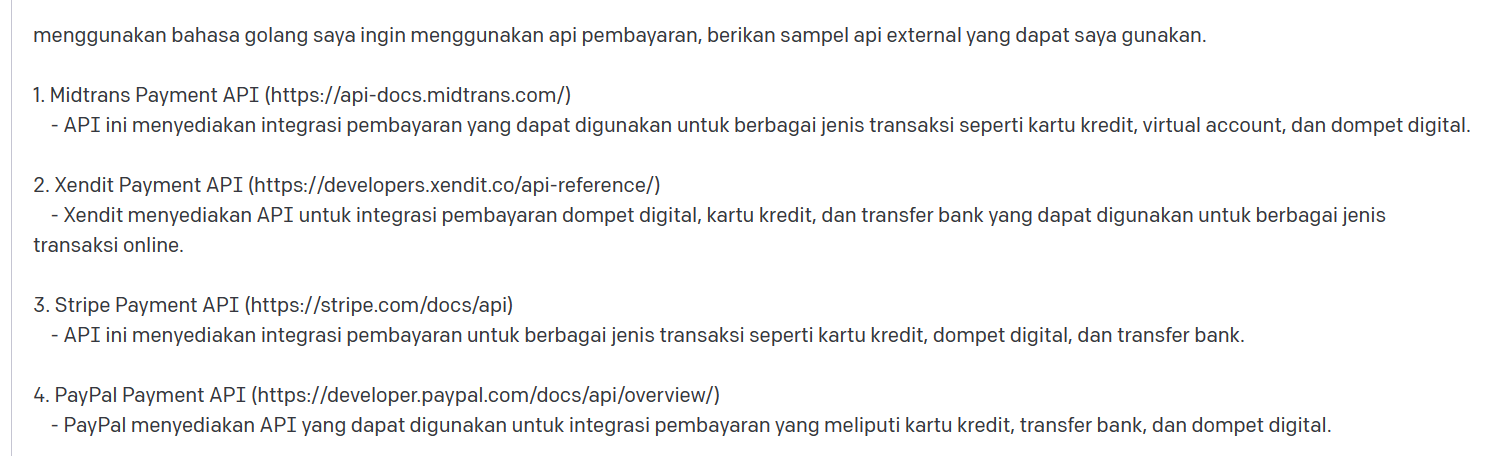 menggunakan bahasa golang saya ingin menggunakan api pembayaran, berikan sampel api external yang dapat saya gunakan.
1. Midtrans Payment API (https://api-docs.midtrans.com/)
- API ini menyediakan integrasi pembayaran yang dapat digunakan untuk berbagai jenis transaksi seperti kartu kredit, virtual account, dan dompet digital.
2. Xendit Payment API (https://developers.xendit.co/api-reference/)
- Xendit menyediakan API untuk integrasi pembayaran dompet digital, kartu kredit, dan transfer bank yang dapat digunakan untuk berbagai jenis
transaksi online.
3. Stripe Payment API (https://stripe.com/docs/api)
- API ini menyediakan integrasi pembayaran untuk berbagai jenis transaksi seperti kartu kredit, dompet digital, dan transfer bank.
4. PayPal Payment API (https://developer.paypal.com/docs/api/overview/)
- PayPal menyediakan API yang dapat digunakan untuk integrasi pembayaran yang meliputi kartu kredit, transfer bank, dan dompet digital.